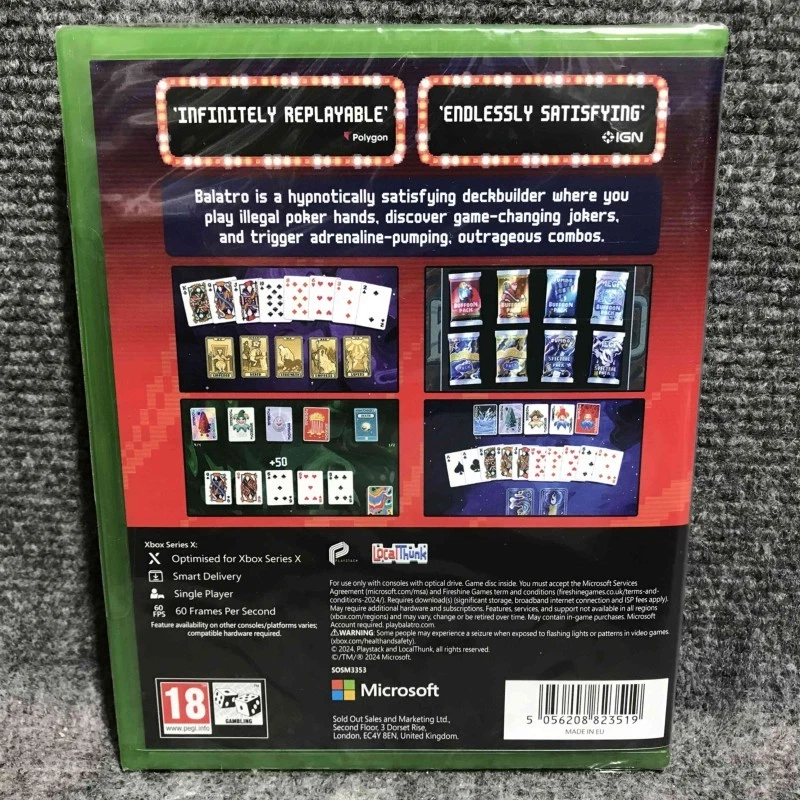 'INFINITELY REPLAYABLE'
Polygon
'ENDLESSLY SATISFYING'
IGN
Balatro is a hypnotically satisfying deckbuilder where you
play illegal poker hands, discover game-changing jokers,
and trigger adrenaline-pumping, outrageous combos.
BUFFOON PACK
BUFFOON PACK
BUFFOON PACK
BUFFOON PACK
+50
Xbox Series X:
Optimised for Xbox Series X
Smart Delivery
Single Player
60 FPS 60 Frames Per Second
Feature availability on other consoles/platforms varies;
compatible hardware required.
PLAYSTACK
LocalThunk
For use only with consoles with optical drive. Game disc inside. You must accept the Microsoft Services
Agreement (microsoft.com/msa) and Fireshine Games term and conditions (fireshinegames.co.uk/terms-and-
conditions-2024/). Requires download(s) (significant storage, broadband internet connection and ISP fees apply).
May require additional hardware and subscriptions. Features, services, and support not available in all regions
(xbox.com/regions) and may vary, change or be retired over time. May contain in-game purchases. Microsoft
Account required. playbalatro.com.
WARNING: Some people may experience a seizure when exposed to flashing lights or patterns in video games
(xbox.com/healthandsafety).
© 2024, Playstack and LocalThunk, all rights reserved.
©/TM/® 2024 Microsoft.
SOSM3353
Microsoft
Sold Out Sales and Marketing Ltd.,
Second Floor, 3 Dorset Rise,
London, EC4Y 8EN, United Kingdom.
18
www.pegi.info
GAMBLING
5 056208 823519
MADE IN EU